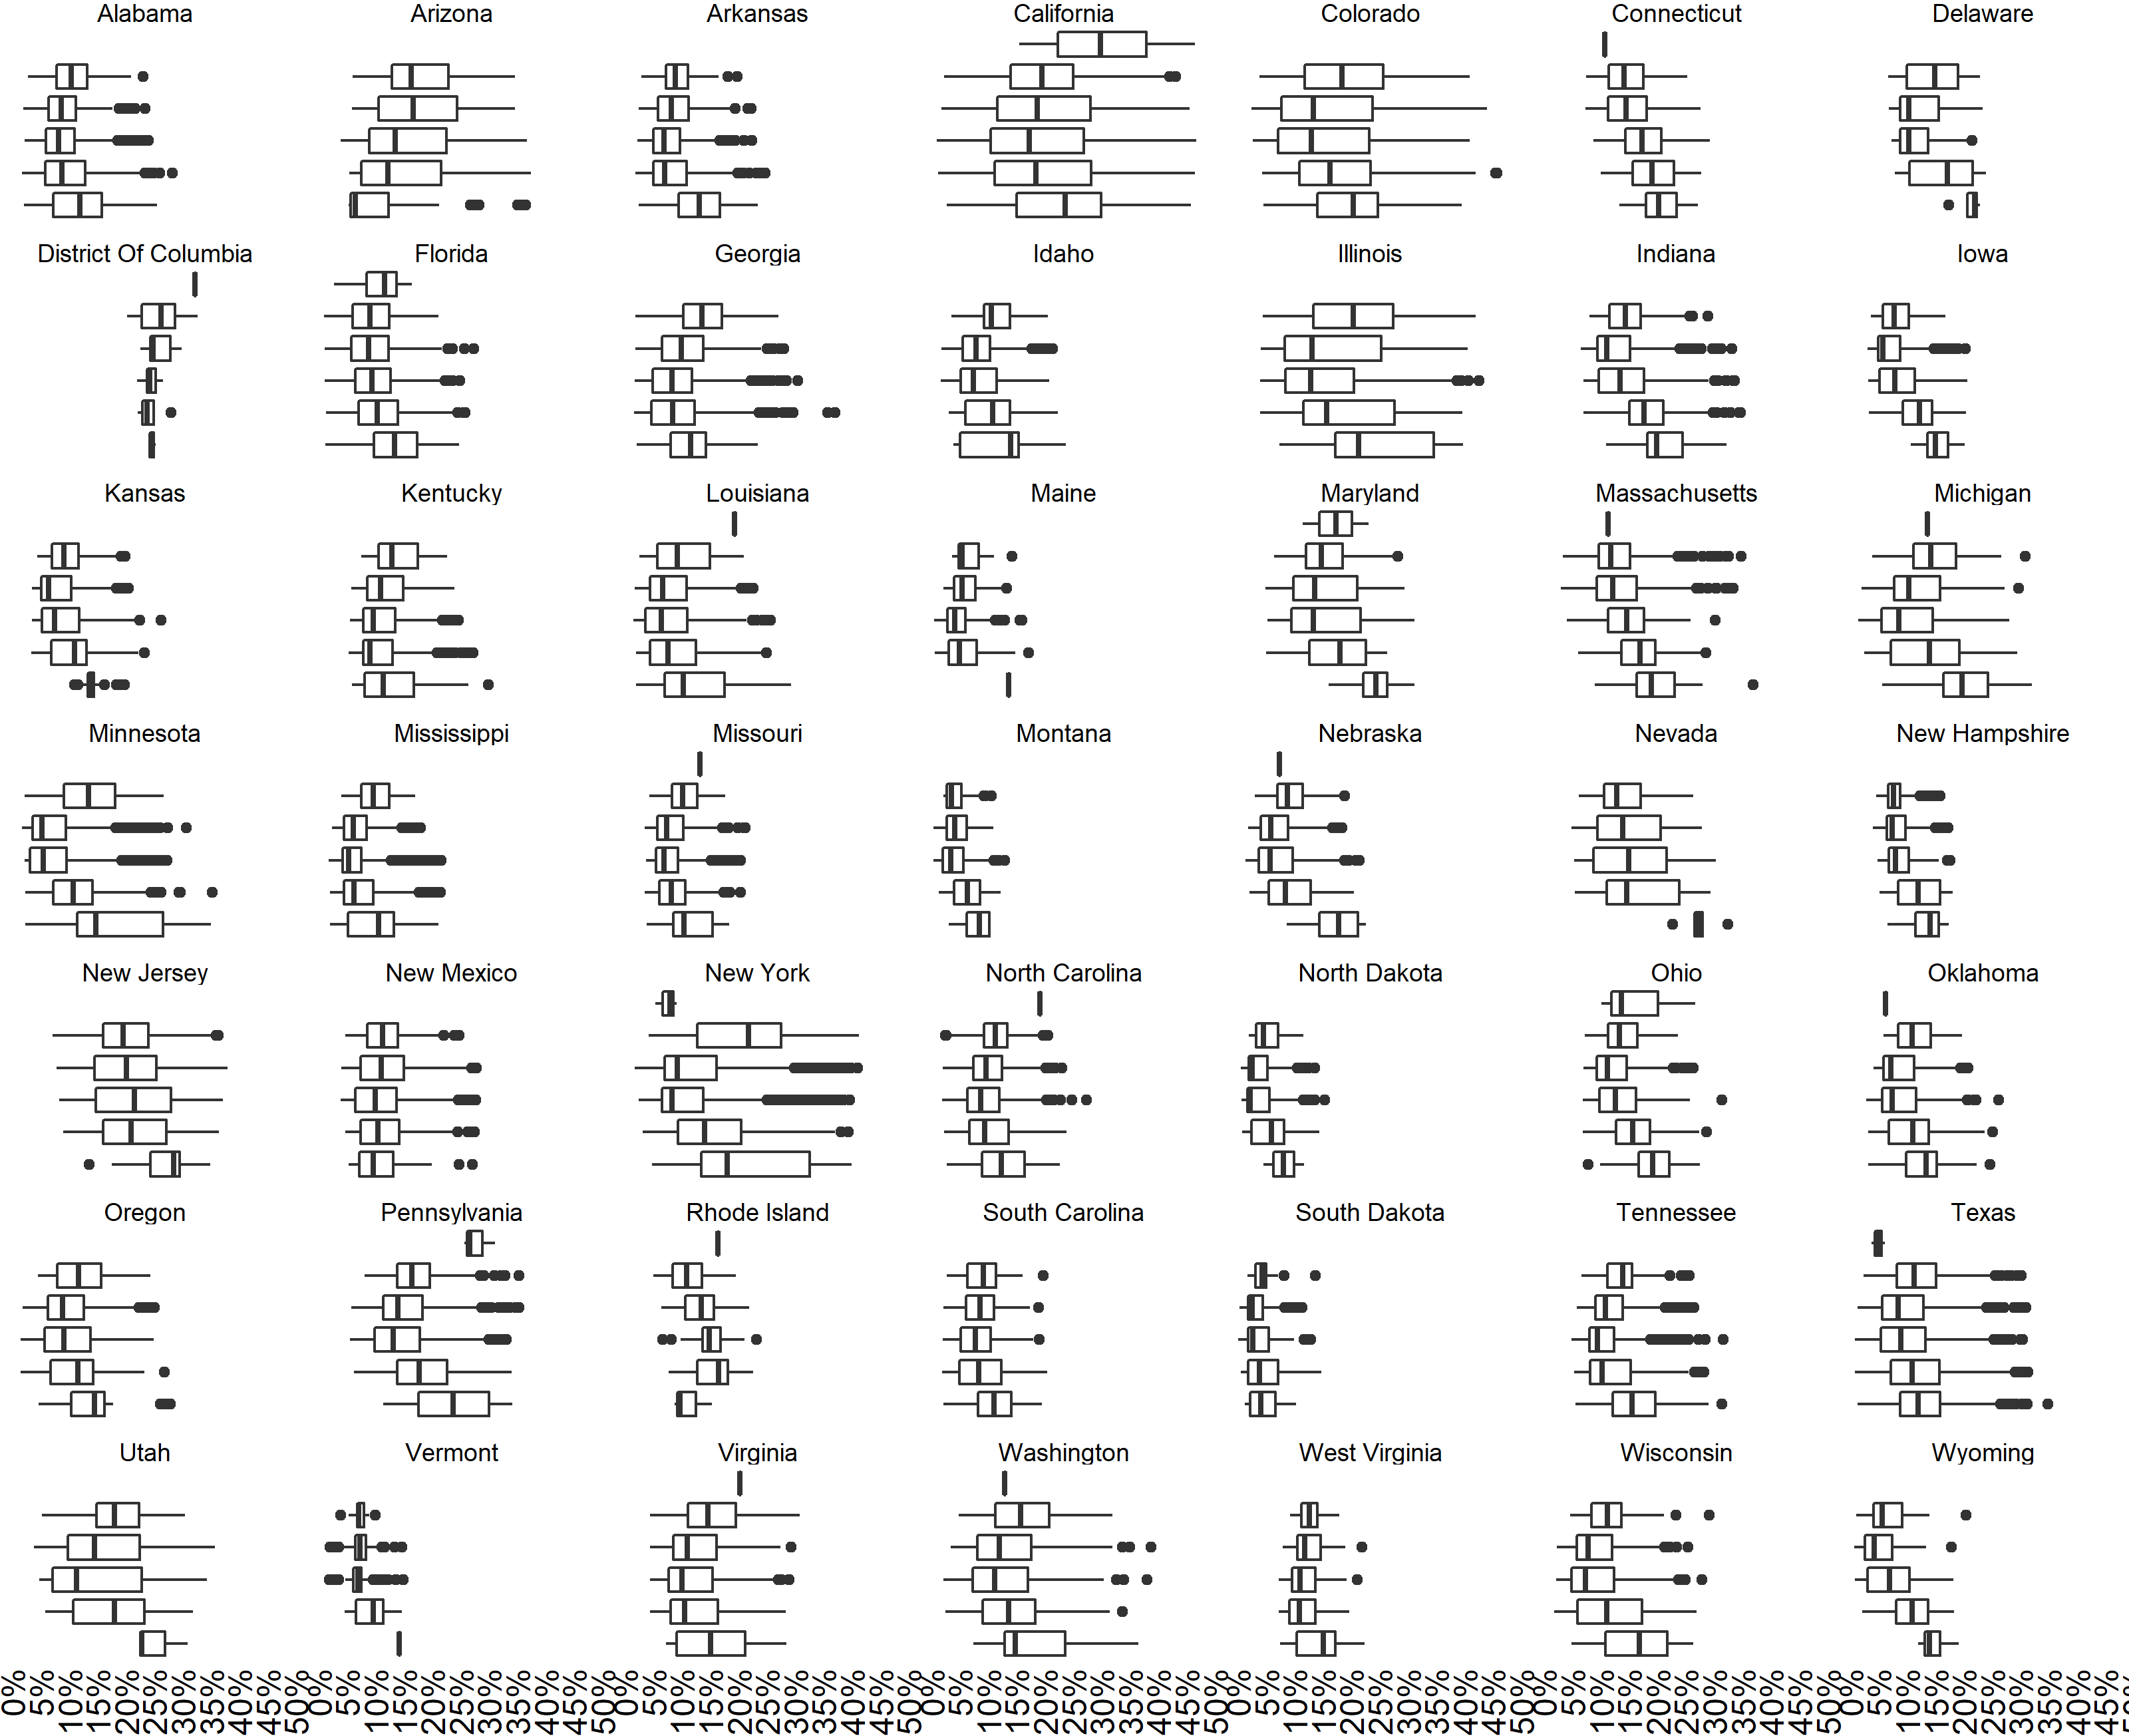 Alabama Arizona Arkansas California Colorado Connecticut Delaware
District Of Columbia Florida Georgia Idaho Illinois Indiana Iowa
Kansas Kentucky Louisiana Maine Maryland Massachusetts Michigan
Minnesota Mississippi Missouri Montana Nebraska Nevada New Hampshire
New Jersey New Mexico New York North Carolina North Dakota Ohio Oklahoma
Oregon Pennsylvania Rhode Island South Carolina South Dakota Tennessee Texas
Utah Vermont Virginia Washington West Virginia Wisconsin Wyoming
0% 5% 10% 15% 20% 25% 30% 35% 40% 45% 50% 0% 5% 10% 15% 20% 25% 30% 35% 40% 45% 50% 0% 5% 10% 15% 20% 25% 30% 35% 40% 45% 50% 0% 5% 10% 15% 20% 25% 30% 35% 40% 45% 50% 0% 5% 10% 15% 20% 25% 30% 35% 40% 45% 50% 0% 5% 10% 15% 20% 25% 30% 35% 40% 45% 50% 0% 5% 10% 15% 20% 25% 30% 35% 40% 45%